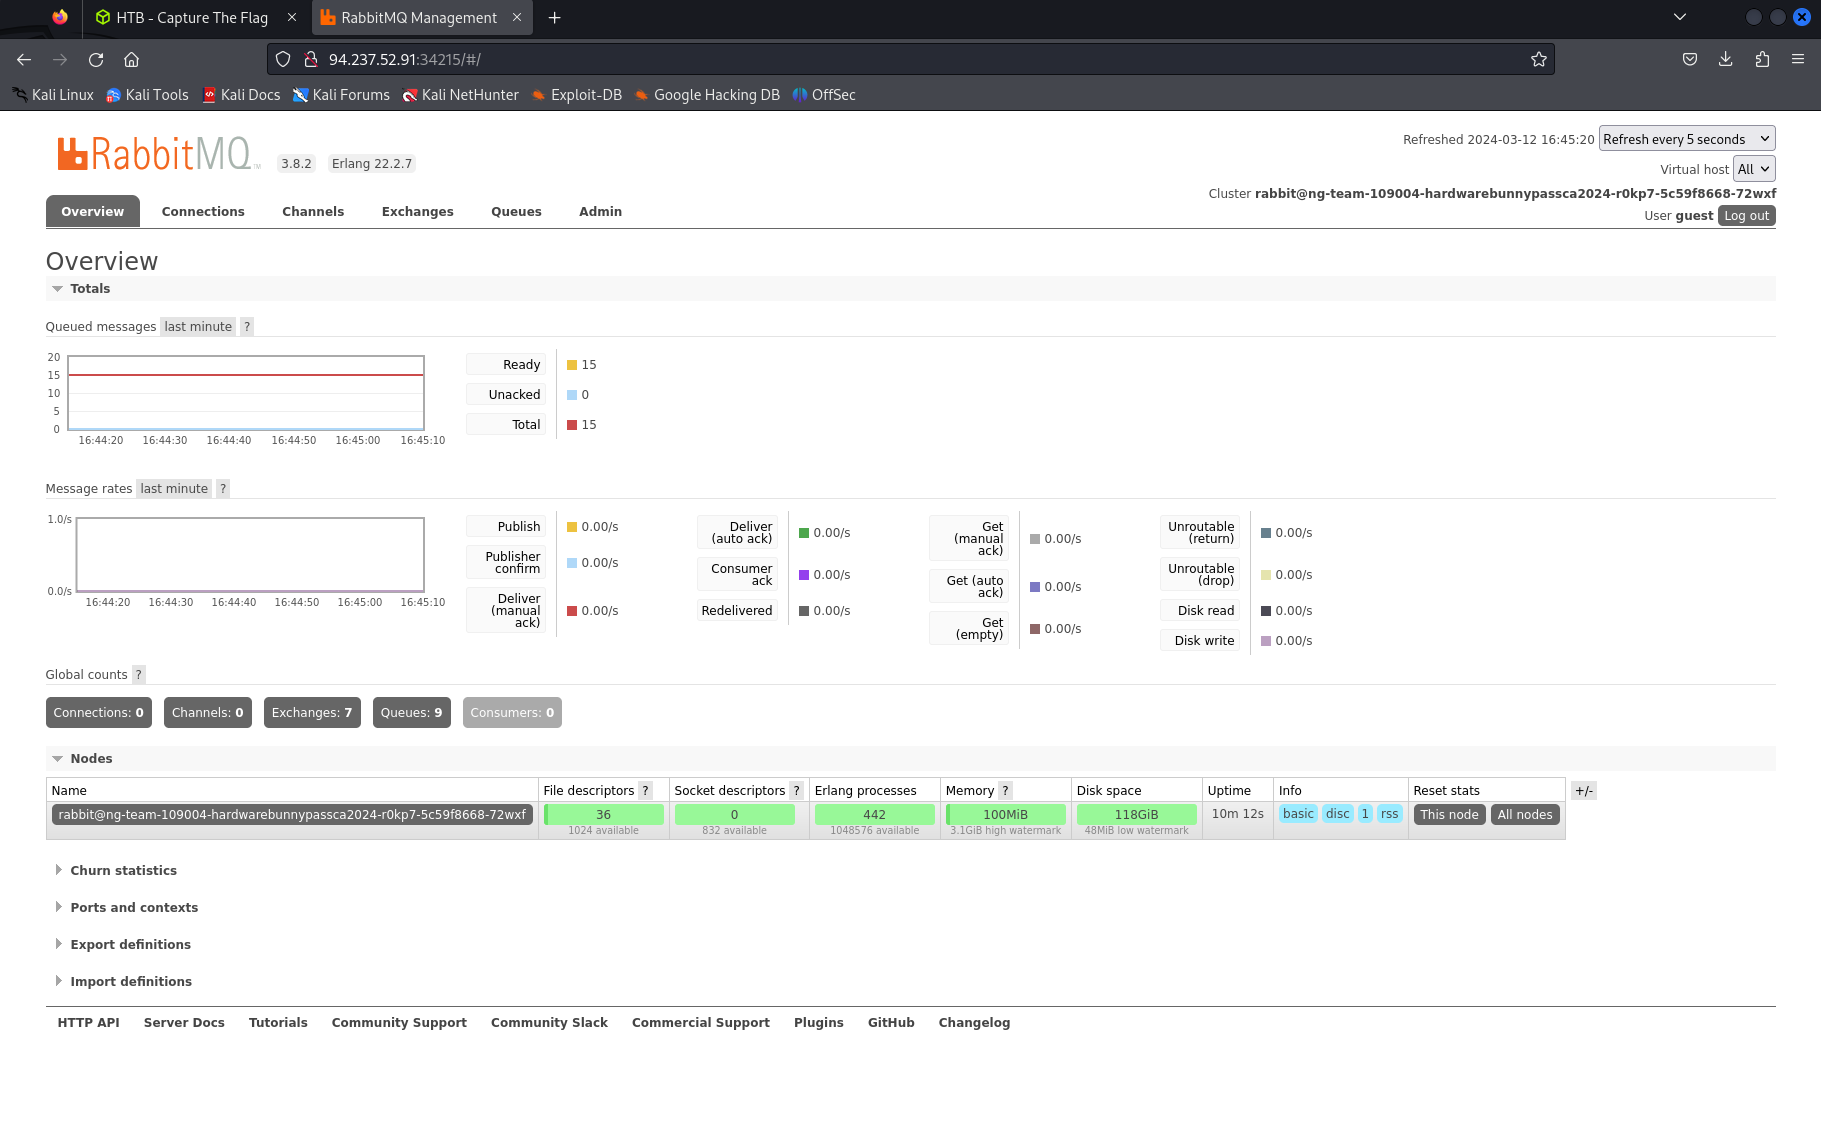 HTB - Capture The Flag
RabbitMQ Management
94.237.52.91:34215/#/
Kali Linux Kali Tools Kali Docs Kali Forums Kali NetHunter Exploit-DB Google Hacking DB OffSec
RabbitMQ TM 3.8.2 Erlang 22.2.7
Refreshed 2024-03-12 16:45:20 Refresh every 5 seconds
Virtual host All
Cluster rabbit@ng-team-109004-hardwarebunnypassca2024-r0kp7-5c59f8668-72wxf
User guest Log out
Overview Connections Channels Exchanges Queues Admin
Overview
Totals
Queued messages last minute ?
20
15
10
5
0
16:44:20 16:44:30 16:44:40 16:44:50 16:45:00 16:45:10
Ready 15
Unacked 0
Total 15
Message rates last minute ?
1.0/s
0.0/s
16:44:20 16:44:30 16:44:40 16:44:50 16:45:00 16:45:10
Publish 0.00/s
Publisher
confirm 0.00/s
Deliver
(manual
ack) 0.00/s
Deliver
(auto ack) 0.00/s
Consumer
ack 0.00/s
Redelivered 0.00/s
Get
(manual
ack) 0.00/s
Get (auto
ack) 0.00/s
Get
(empty) 0.00/s
Unroutable
(return) 0.00/s
Unroutable
(drop) 0.00/s
Disk read 0.00/s
Disk write 0.00/s
Global counts ?
Connections: 0 Channels: 0 Exchanges: 7 Queues: 9 Consumers: 0
Nodes
Name File descriptors ? Socket descriptors ? Erlang processes Memory ? Disk space Uptime Info Reset stats +/-
rabbit@ng-team-109004-hardwarebunnypassca2024-r0kp7-5c59f8668-72wxf 36 0 442 100MiB 118GiB 10m 12s basic disc 1 rss This node All nodes
1024 available 832 available 1048576 available 3.1GiB high watermark 48MiB low watermark
Churn statistics
Ports and contexts
Export definitions
Import definitions
HTTP API Server Docs Tutorials Community Support Community Slack Commercial Support Plugins GitHub Changelog